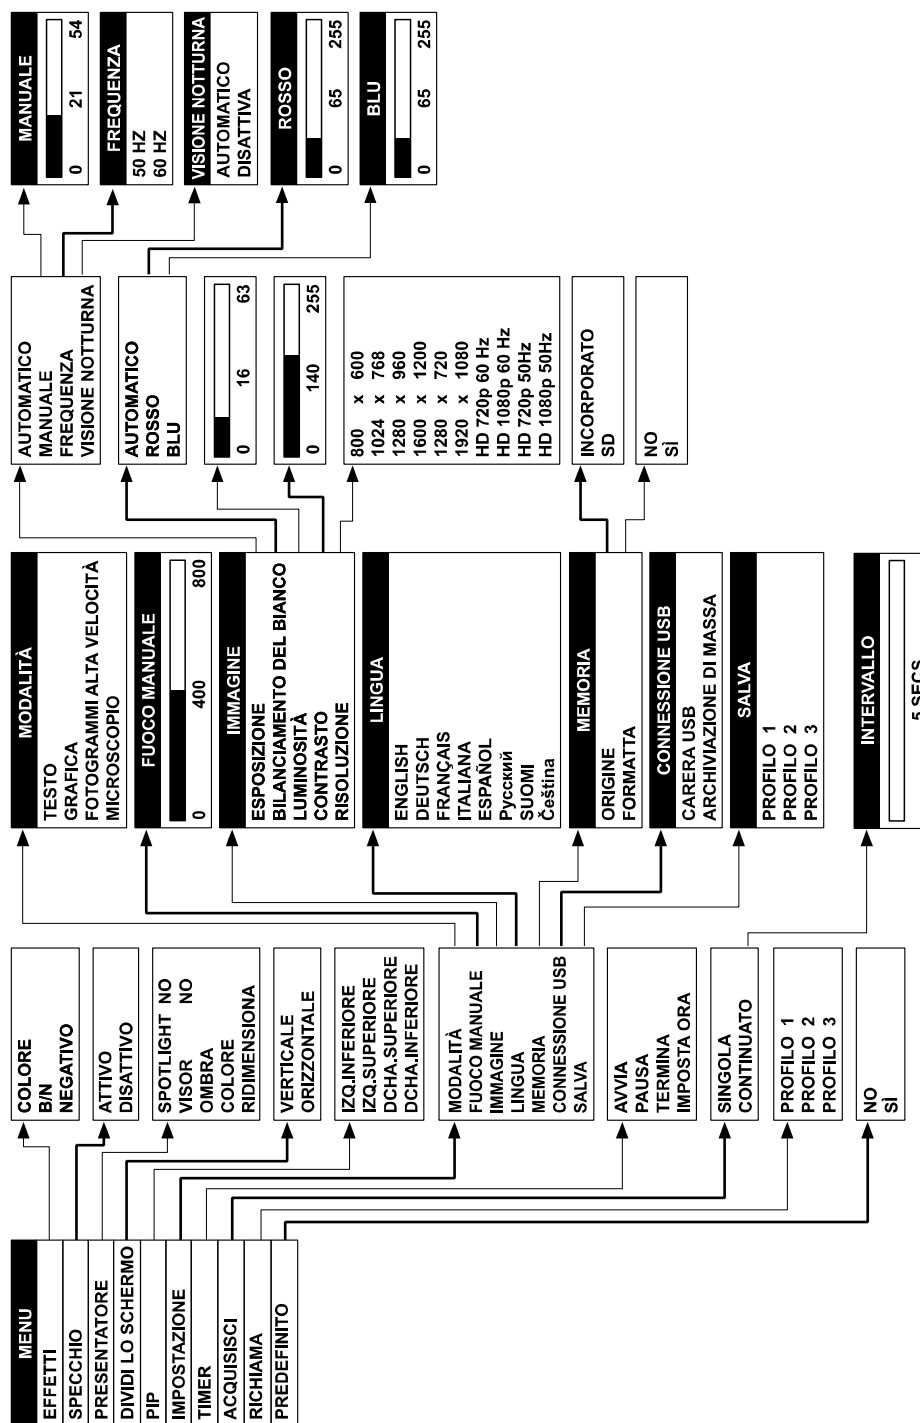 MENU
EFFETTI
SPECCHIO
PRESENTATORE
DIVIDI LO SCHERMO
PIP
IMPOSTAZIONE
TIMER
ACQUISISCI
RICHIAMA
PREDEFINITO
COLORE
B/N
NEGATIVO
ATTIVO
DISATTIVO
SPOTLIGHT NO
VISOR NO
OMBRA
COLORE
RIDIMENSIONA
VERTICALE
ORIZZONTALE
IZQ.INFERIORE
IZQ.SUPERIORE
DCHA.SUPERIORE
DCHA.INFERIORE
MODALITÀ
FUOCO MANUALE
IMMAGINE
LINGUA
MEMORIA
CONNESSIONE USB
SALVA
AVVIA
PAUSA
TERMINA
IMPOSTA ORA
SINGOLA
CONTINUATO
PROFILO 1
PROFILO 2
PROFILO 3
NO
SÌ
MODALITÀ
TESTO
GRAFICA
FOTOGRAMMI ALTA VELOCITÀ
MICROSCOPIO
FUOCO MANUALE
0 400 800
IMMAGINE
ESPOSIZIONE
BILANCIAMENTO DEL BIANCO
LUMINOSITÀ
CONTRASTO
RISOLUZIONE
LINGUA
ENGLISH
DEUTSCH
FRANÇAIS
ITALIANA
ESPAÑOL
Русский
SUOMI
Čeština
MEMORIA
ORIGINE
FORMATTA
CONNESSIONE USB
CARRERA USB
ARCHIVIAZIONE DI MASSA
SALVA
PROFILO 1
PROFILO 2
PROFILO 3
INTERVALLO
5 SECS
AUTOMATICO
MANUALE
FREQUENZA
VISIONE NOTTURNA
AUTOMATICO
ROSSO
BLU
0 16 63
0 140 255
800 x 600
1024 x 768
1280 x 960
1600 x 1200
1280 x 720
1920 x 1080
HD 720p 60 Hz
HD 1080p 60 Hz
HD 720p 50Hz
HD 1080p 50Hz
INCORPORATO
SD
NO
SÌ
MANUALE
0 21 54
FREQUENZA
50 HZ
60 HZ
VISIONE NOTTURNA
AUTOMATICO
DISATTIVA
ROSSO
0 65 255
BLU
0 65 255